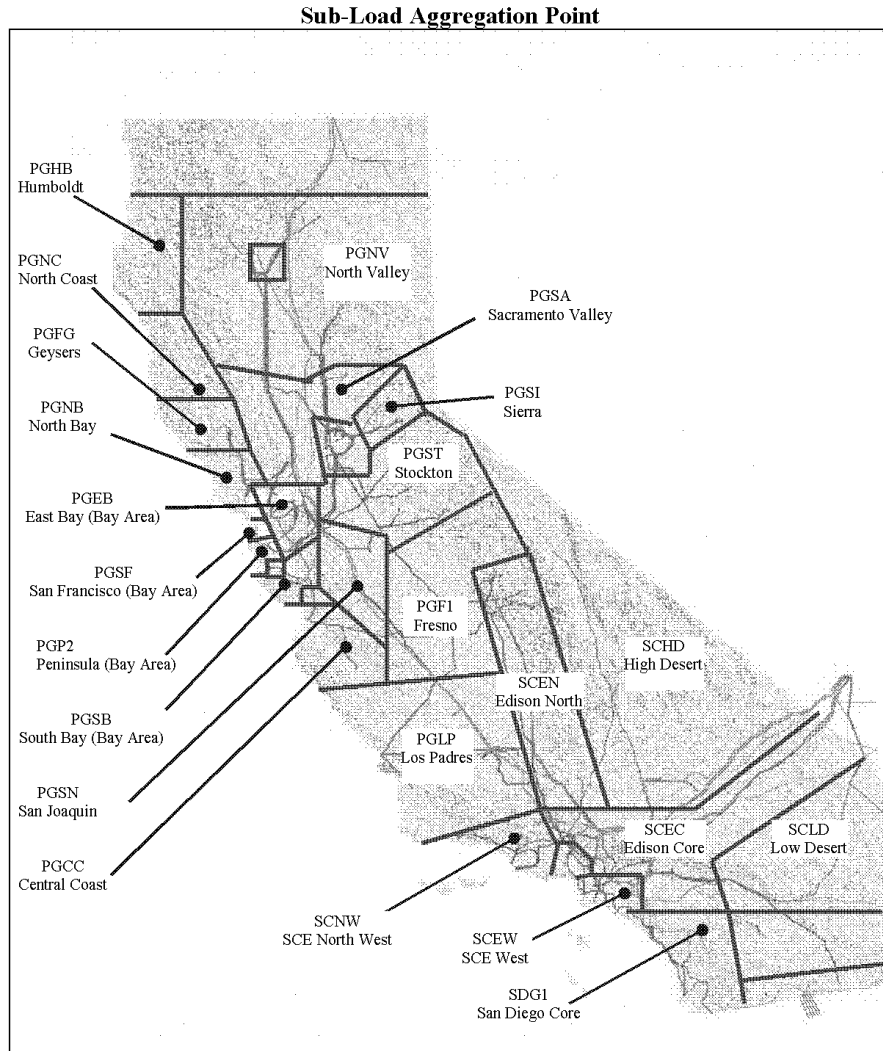 Sub-Load Aggregation Point
PGHB
Humboldt
PGNC
North Coast
PGFG
Geysers
PGNB
North Bay
PGEB
East Bay (Bay Area)
PGSF
San Francisco (Bay Area)
PGP2
Peninsula (Bay Area)
PGSB
South Bay (Bay Area)
PGSN
San Joaquin
PGCC
Central Coast
PGNV
North Valley
PGSA
Sacramento Valley
PGSI
Sierra
PGST
Stockton
PGF1
Fresno
SCEN
Edison North
SCHD
High Desert
PGLP
Los Padres
SCEC
Edison Core
SCLD
Low Desert
SCNW
SCE North West
SCEW
SCE West
SDG1
San Diego Core